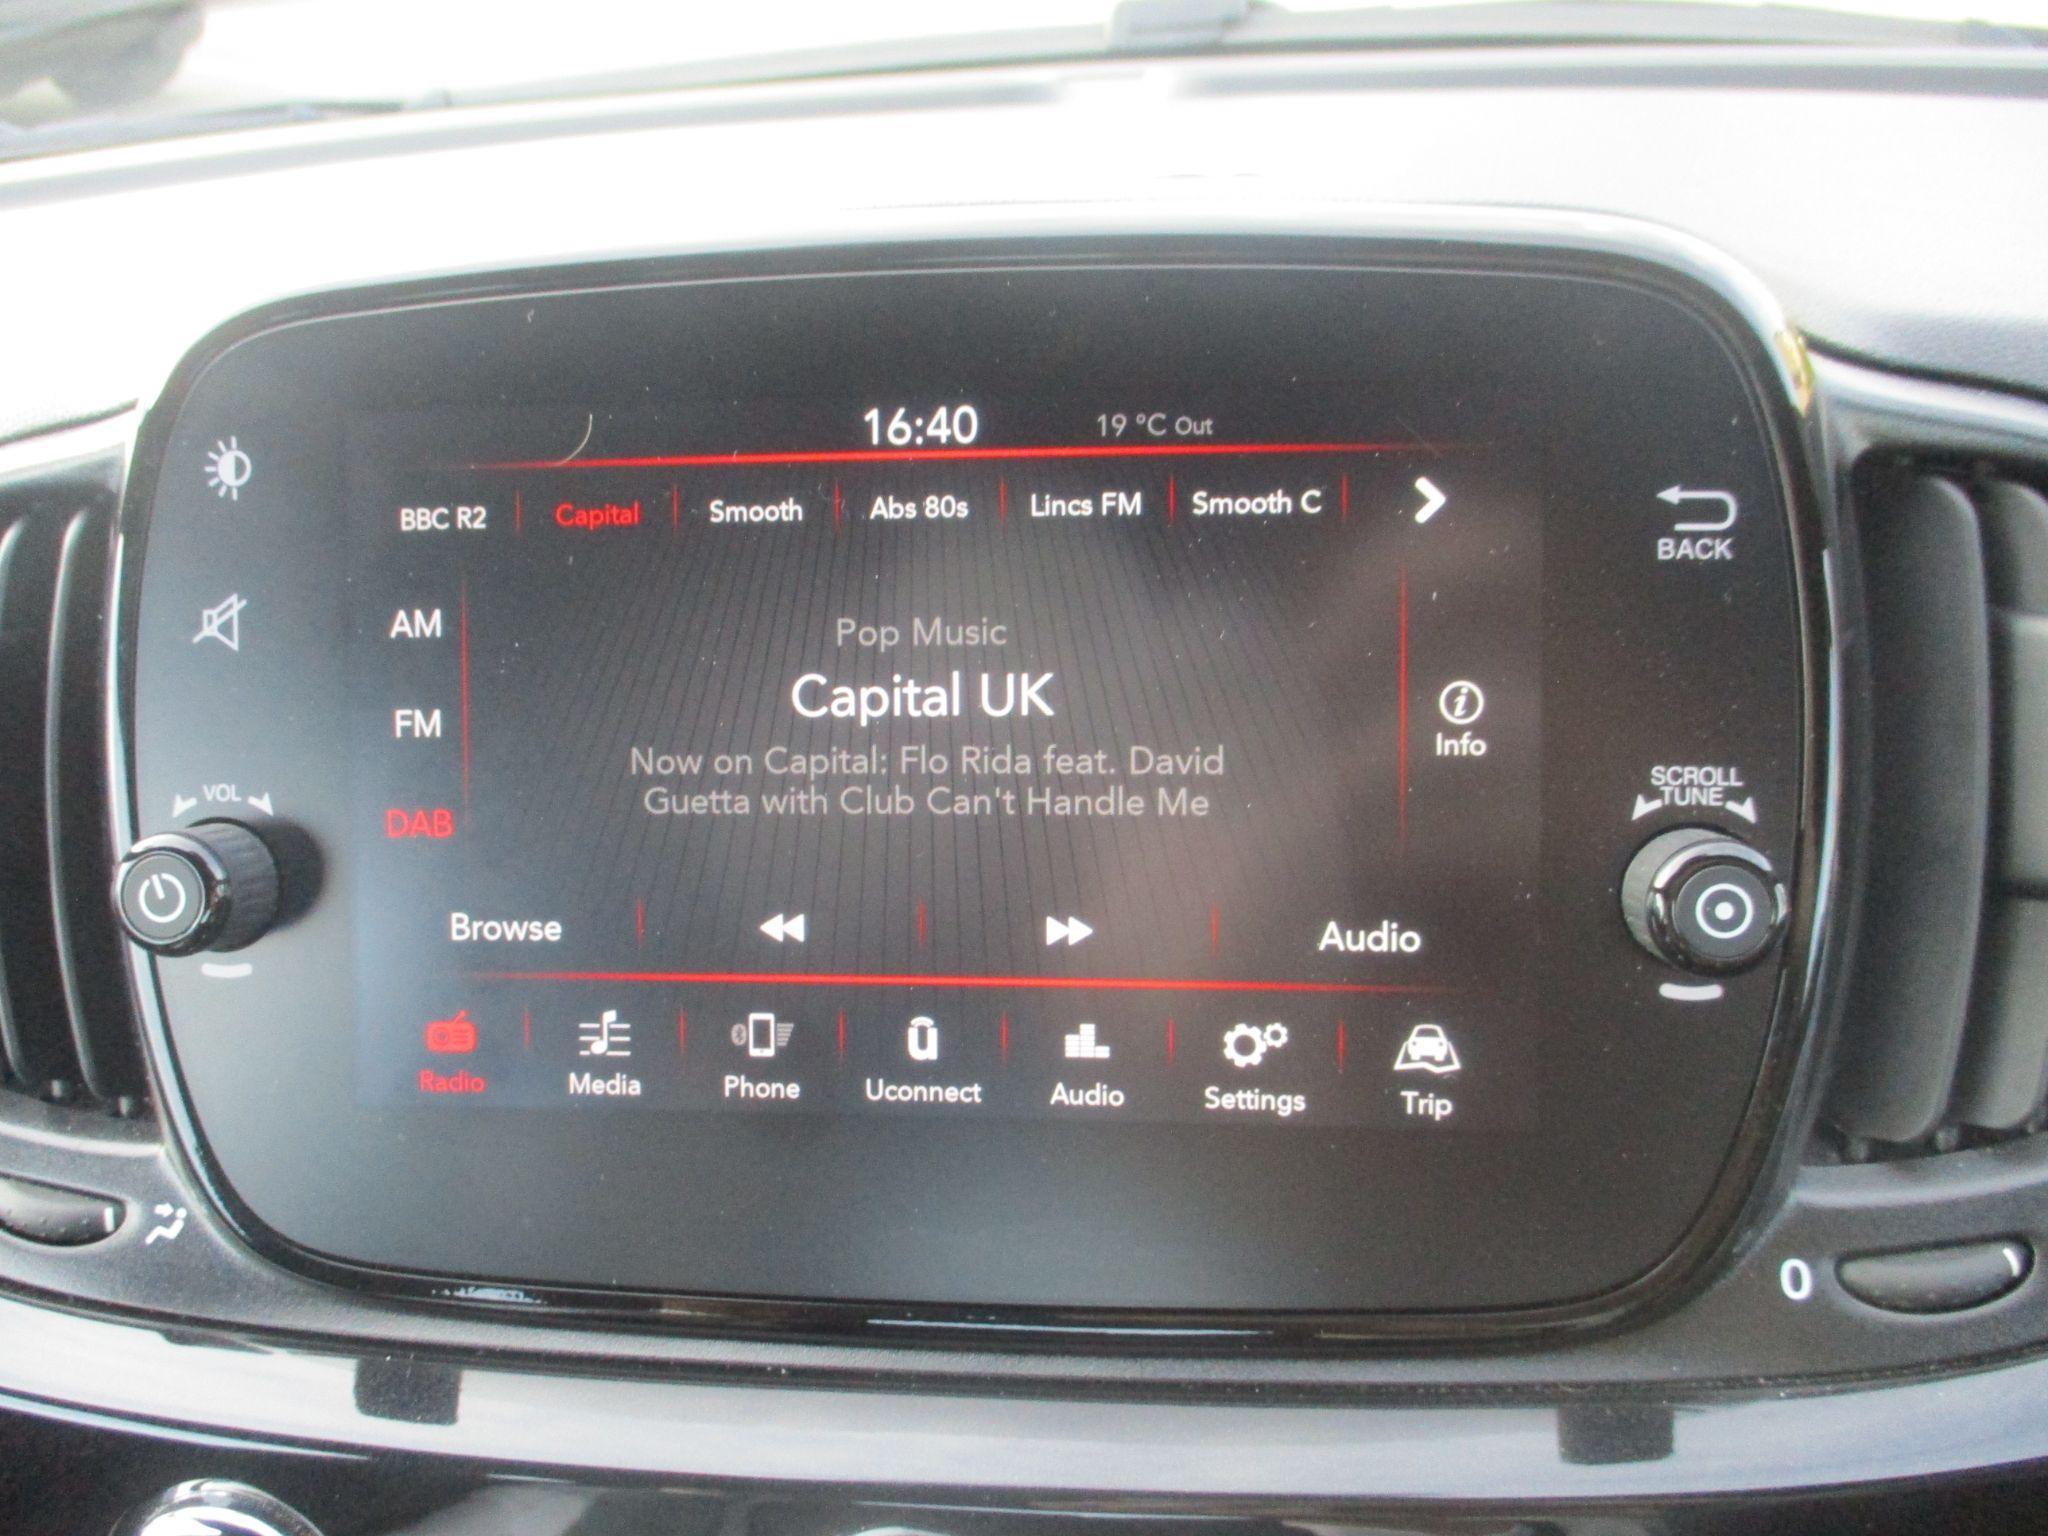 16:40 19 °C Out
BBC R2 Capital Smooth Abs 80s Lincs FM Smooth C
BACK
AM
FM
DAB
Pop Music
Capital UK
Now on Capital: Flo Rida feat. David
Guetta with Club Can't Handle Me
Info
VOL
SCROLL
TUNE
Browse Audio
Radio Media Phone Uconnect Audio Settings Trip
0